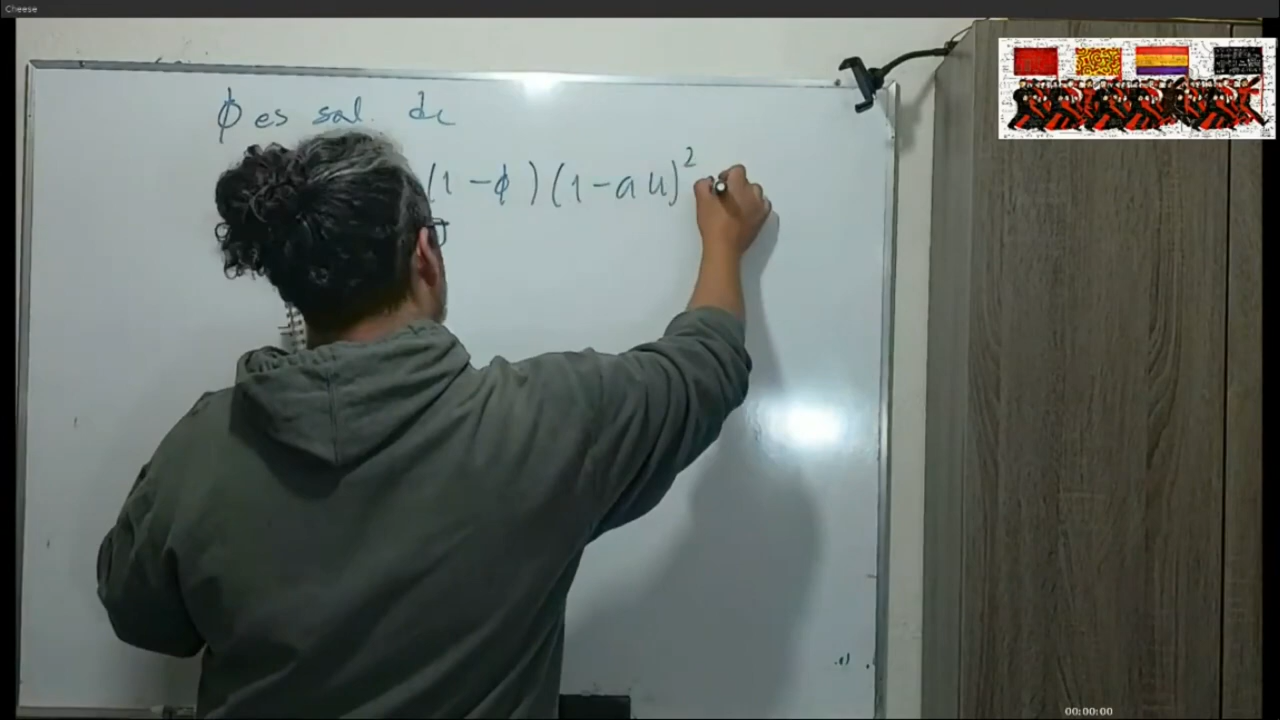 Cheese
ϕ es sol. de
(1 - ϕ) (1 - a u)²
00:00:00